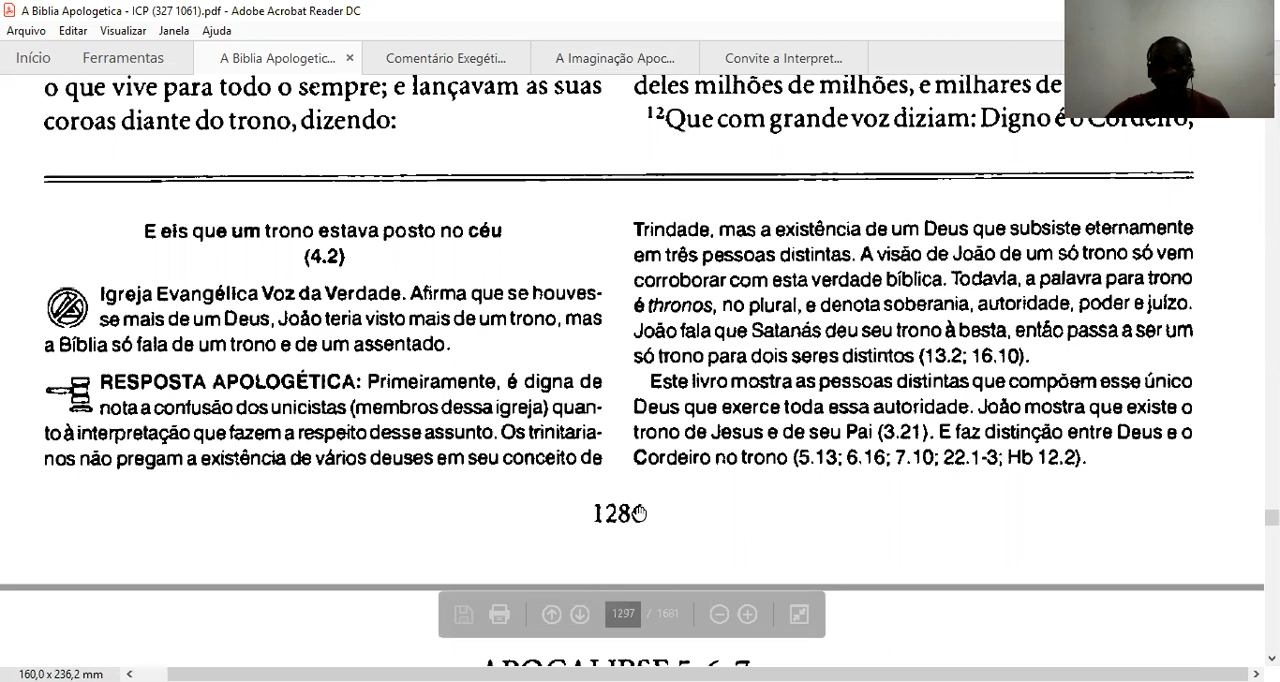 A Biblia Apologetica - ICP (327 1061).pdf - Adobe Acrobat Reader DC
Arquivo Editar Visualizar Janela Ajuda
Início Ferramentas A Biblia Apologetic... × Comentário Exegéti... A Imaginação Apoc... Convite a Interpret...
o que vive para todo o sempre; e lançavam as suas
coroas diante do trono, dizendo:
deles milhões de milhões, e milhares de
12Que com grande voz diziam: Digno é o Cordeiro,
E eis que um trono estava posto no céu
(4.2)
Igreja Evangélica Voz da Verdade. Afirma que se houves-
se mais de um Deus, João teria visto mais de um trono, mas
a Bíblia só fala de um trono e de um assentado.
RESPOSTA APOLOGÉTICA: Primeiramente, é digna de
nota a confusão dos unicistas (membros dessa igreja) quan-
to à interpretação que fazem a respeito desse assunto. Os trinitaria-
nos não pregam a existência de vários deuses em seu conceito de
Trindade, mas a existência de um Deus que subsiste eternamente
em três pessoas distintas. A visão de João de um só trono só vem
corroborar com esta verdade bíblica. Todavia, a palavra para trono
é thronos, no plural, e denota soberania, autoridade, poder e juízo.
João fala que Satanás deu seu trono à besta, então passa a ser um
só trono para dois seres distintos (13.2; 16.10).
Este livro mostra as pessoas distintas que compõem esse único
Deus que exerce toda essa autoridade. João mostra que existe o
trono de Jesus e de seu Pai (3.21). E faz distinção entre Deus e o
Cordeiro no trono (5.13; 6.16; 7.10; 22.1-3; Hb 12.2).
128
1297 / 1681
APOCALIPSE 5, 6, 7
160,0 x 236,2 mm